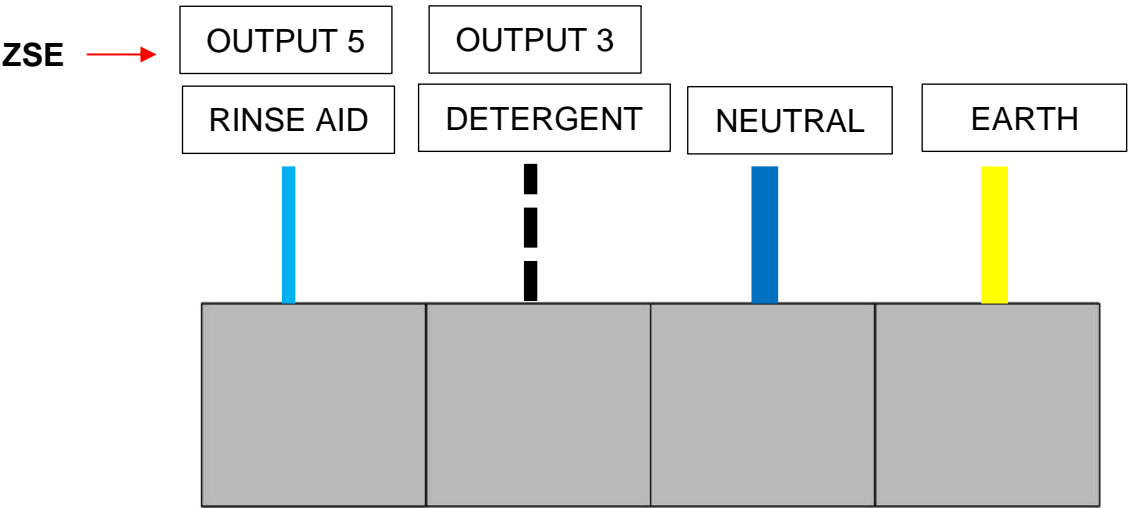 ZSE
OUTPUT 5
OUTPUT 3
RINSE AID
DETERGENT
NEUTRAL
EARTH